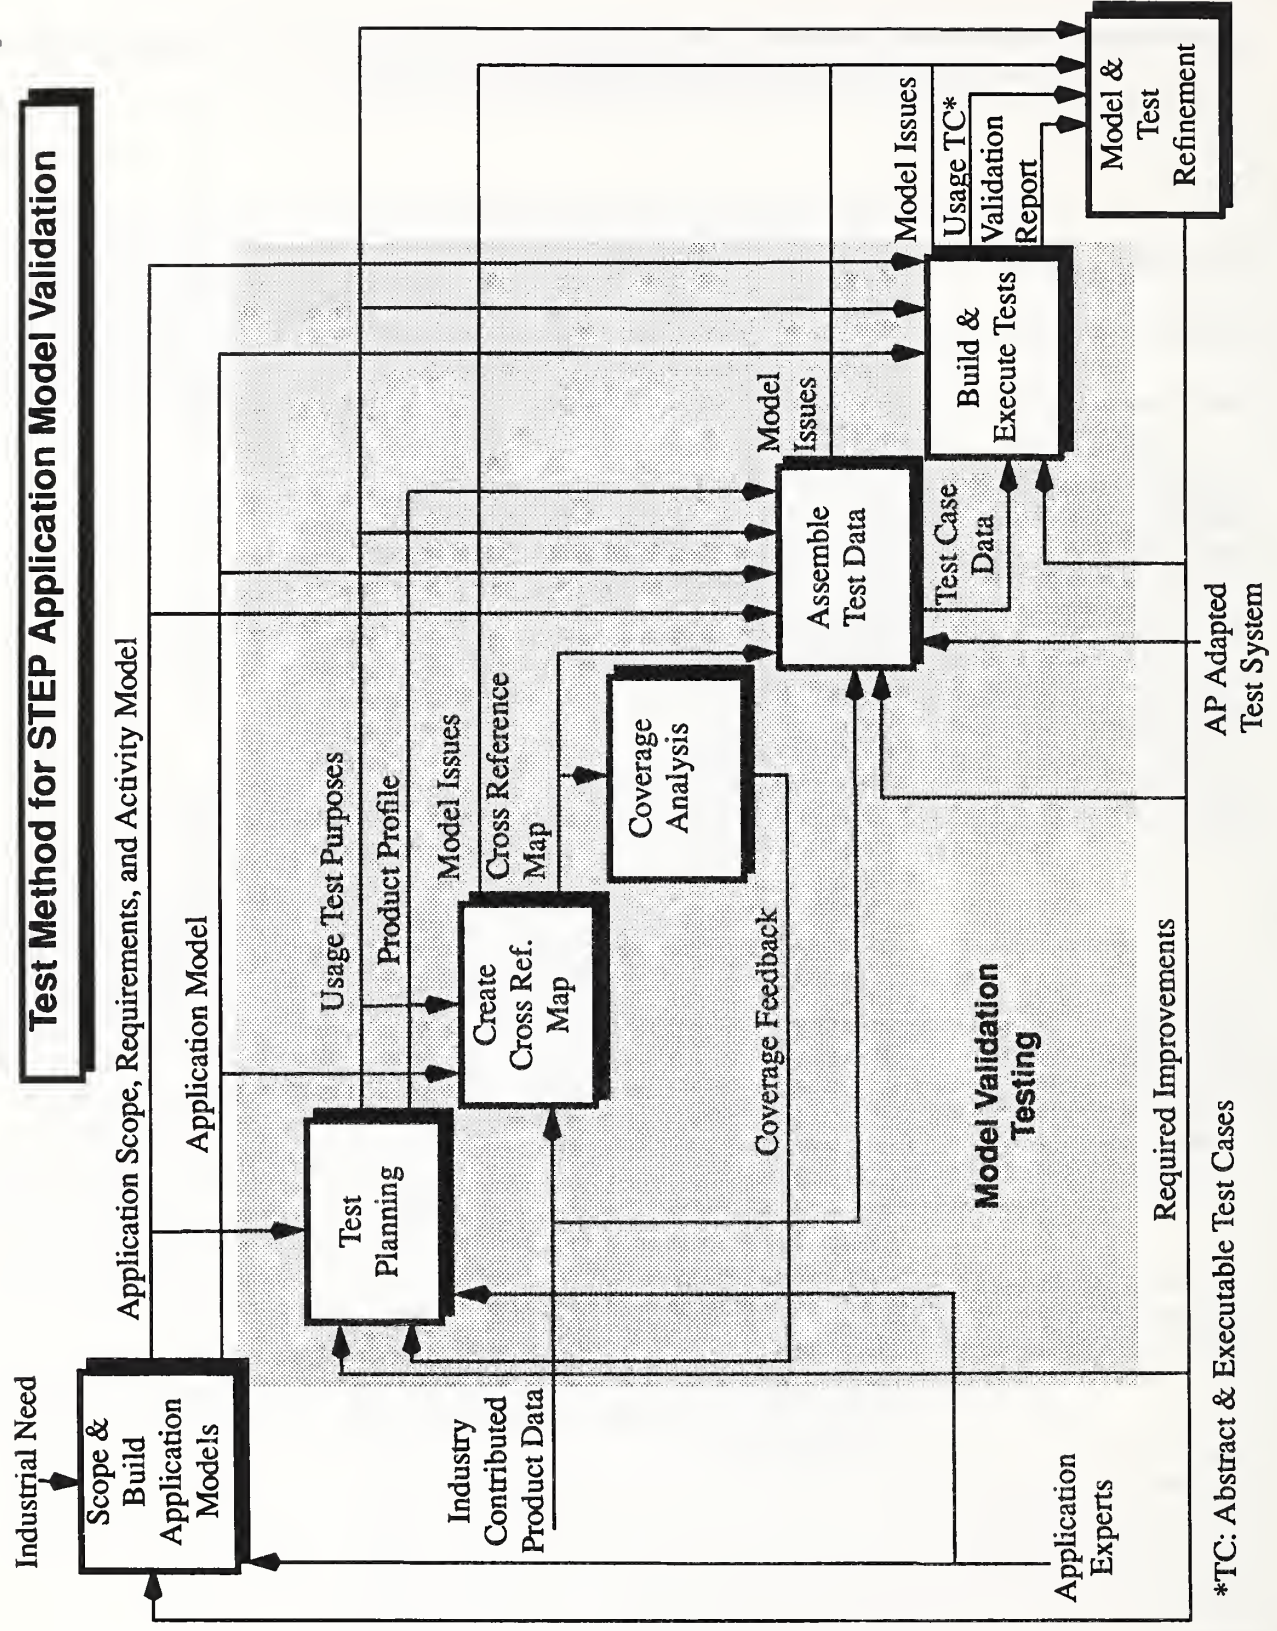 Test Method for STEP Application Model Validation
Industrial Need
Scope &
Build
Application
Models
Application Scope, Requirements, and Activity Model
Application Model
Test
Planning
Usage Test Purposes
Product Profile
Industry
Contributed
Product Data
Create
Cross Ref.
Map
Model Issues
Cross Reference
Map
Coverage
Analysis
Coverage Feedback
Assemble
Test Data
Model
Issues
Test Case
Data
Build &
Execute Tests
Model Issues
Usage TC*
Validation
Report
Model &
Test
Refinement
Model Validation
Testing
Required Improvements
Application
Experts
AP Adapted
Test System
*TC: Abstract & Executable Test Cases